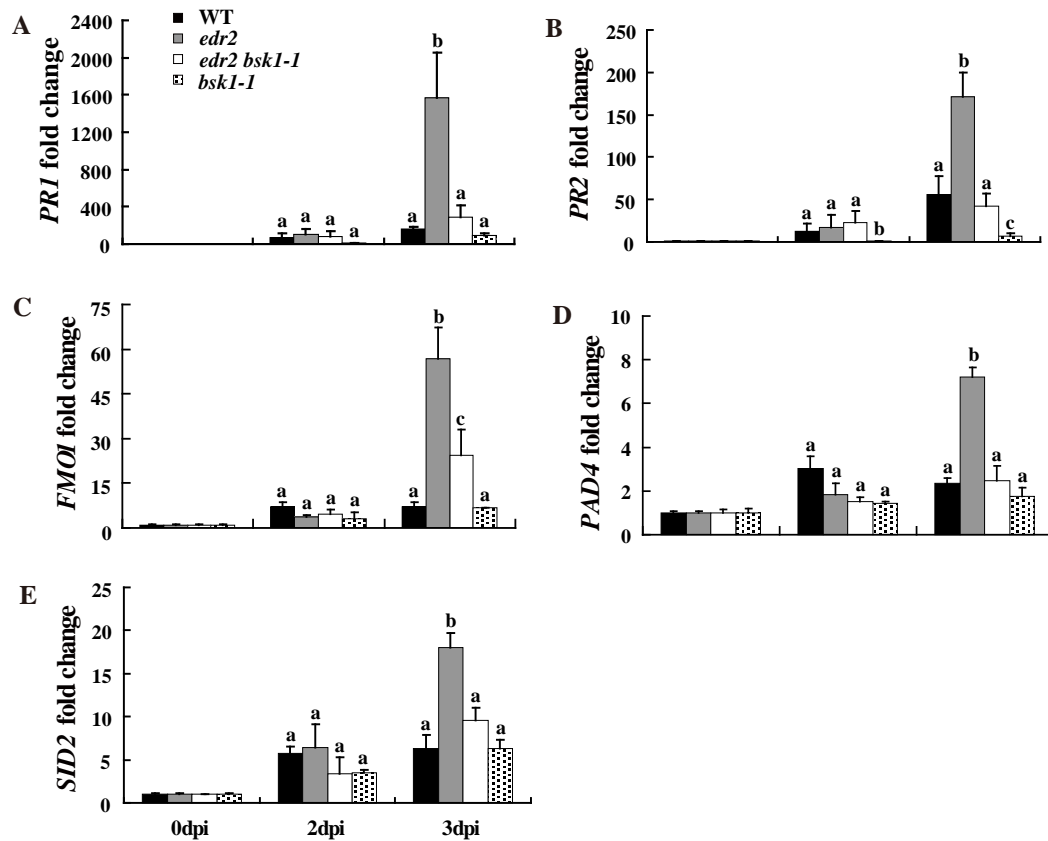 A
WT
edr2
edr2 bsk1-1
bsk1-1
PR1 fold change
2400
2000
1600
1200
800
400
0
a a a a
a b a a
B
PR2 fold change
250
200
150
100
50
0
a a a b
a b a c
C
FMO1 fold change
75
60
45
30
15
0
a a a a
a b c a
D
PAD4 fold change
10
8
6
4
2
0
a a a a
a b a a
E
SID2 fold change
25
20
15
10
5
0
a a a a
a b a a
0dpi 2dpi 3dpi